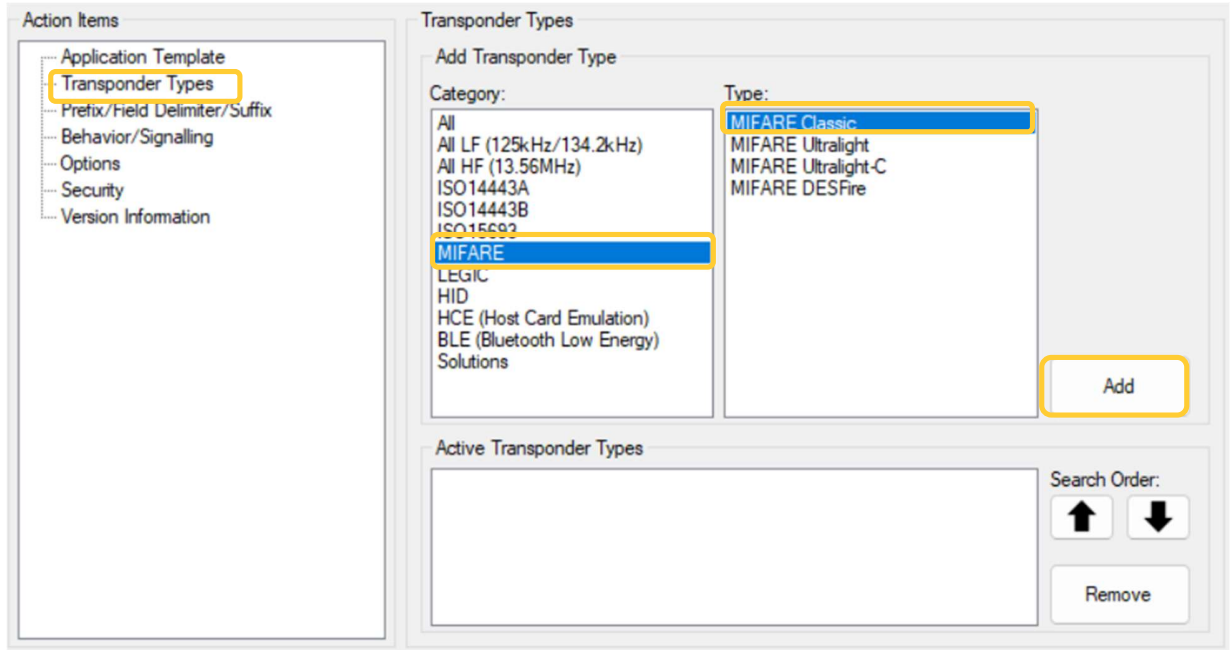 Action Items
Application Template
Transponder Types
Prefix/Field Delimiter/Suffix
Behavior/Signalling
Options
Security
Version Information
Transponder Types
Add Transponder Type
Category:
All
All LF (125kHz/134.2kHz)
All HF (13.56MHz)
ISO14443A
ISO14443B
ISO15693
MIFARE
LEGIC
HID
HCE (Host Card Emulation)
BLE (Bluetooth Low Energy)
Solutions
Type:
MIFARE Classic
MIFARE Ultralight
MIFARE Ultralight-C
MIFARE DESFire
Add
Active Transponder Types
Search Order:
Remove